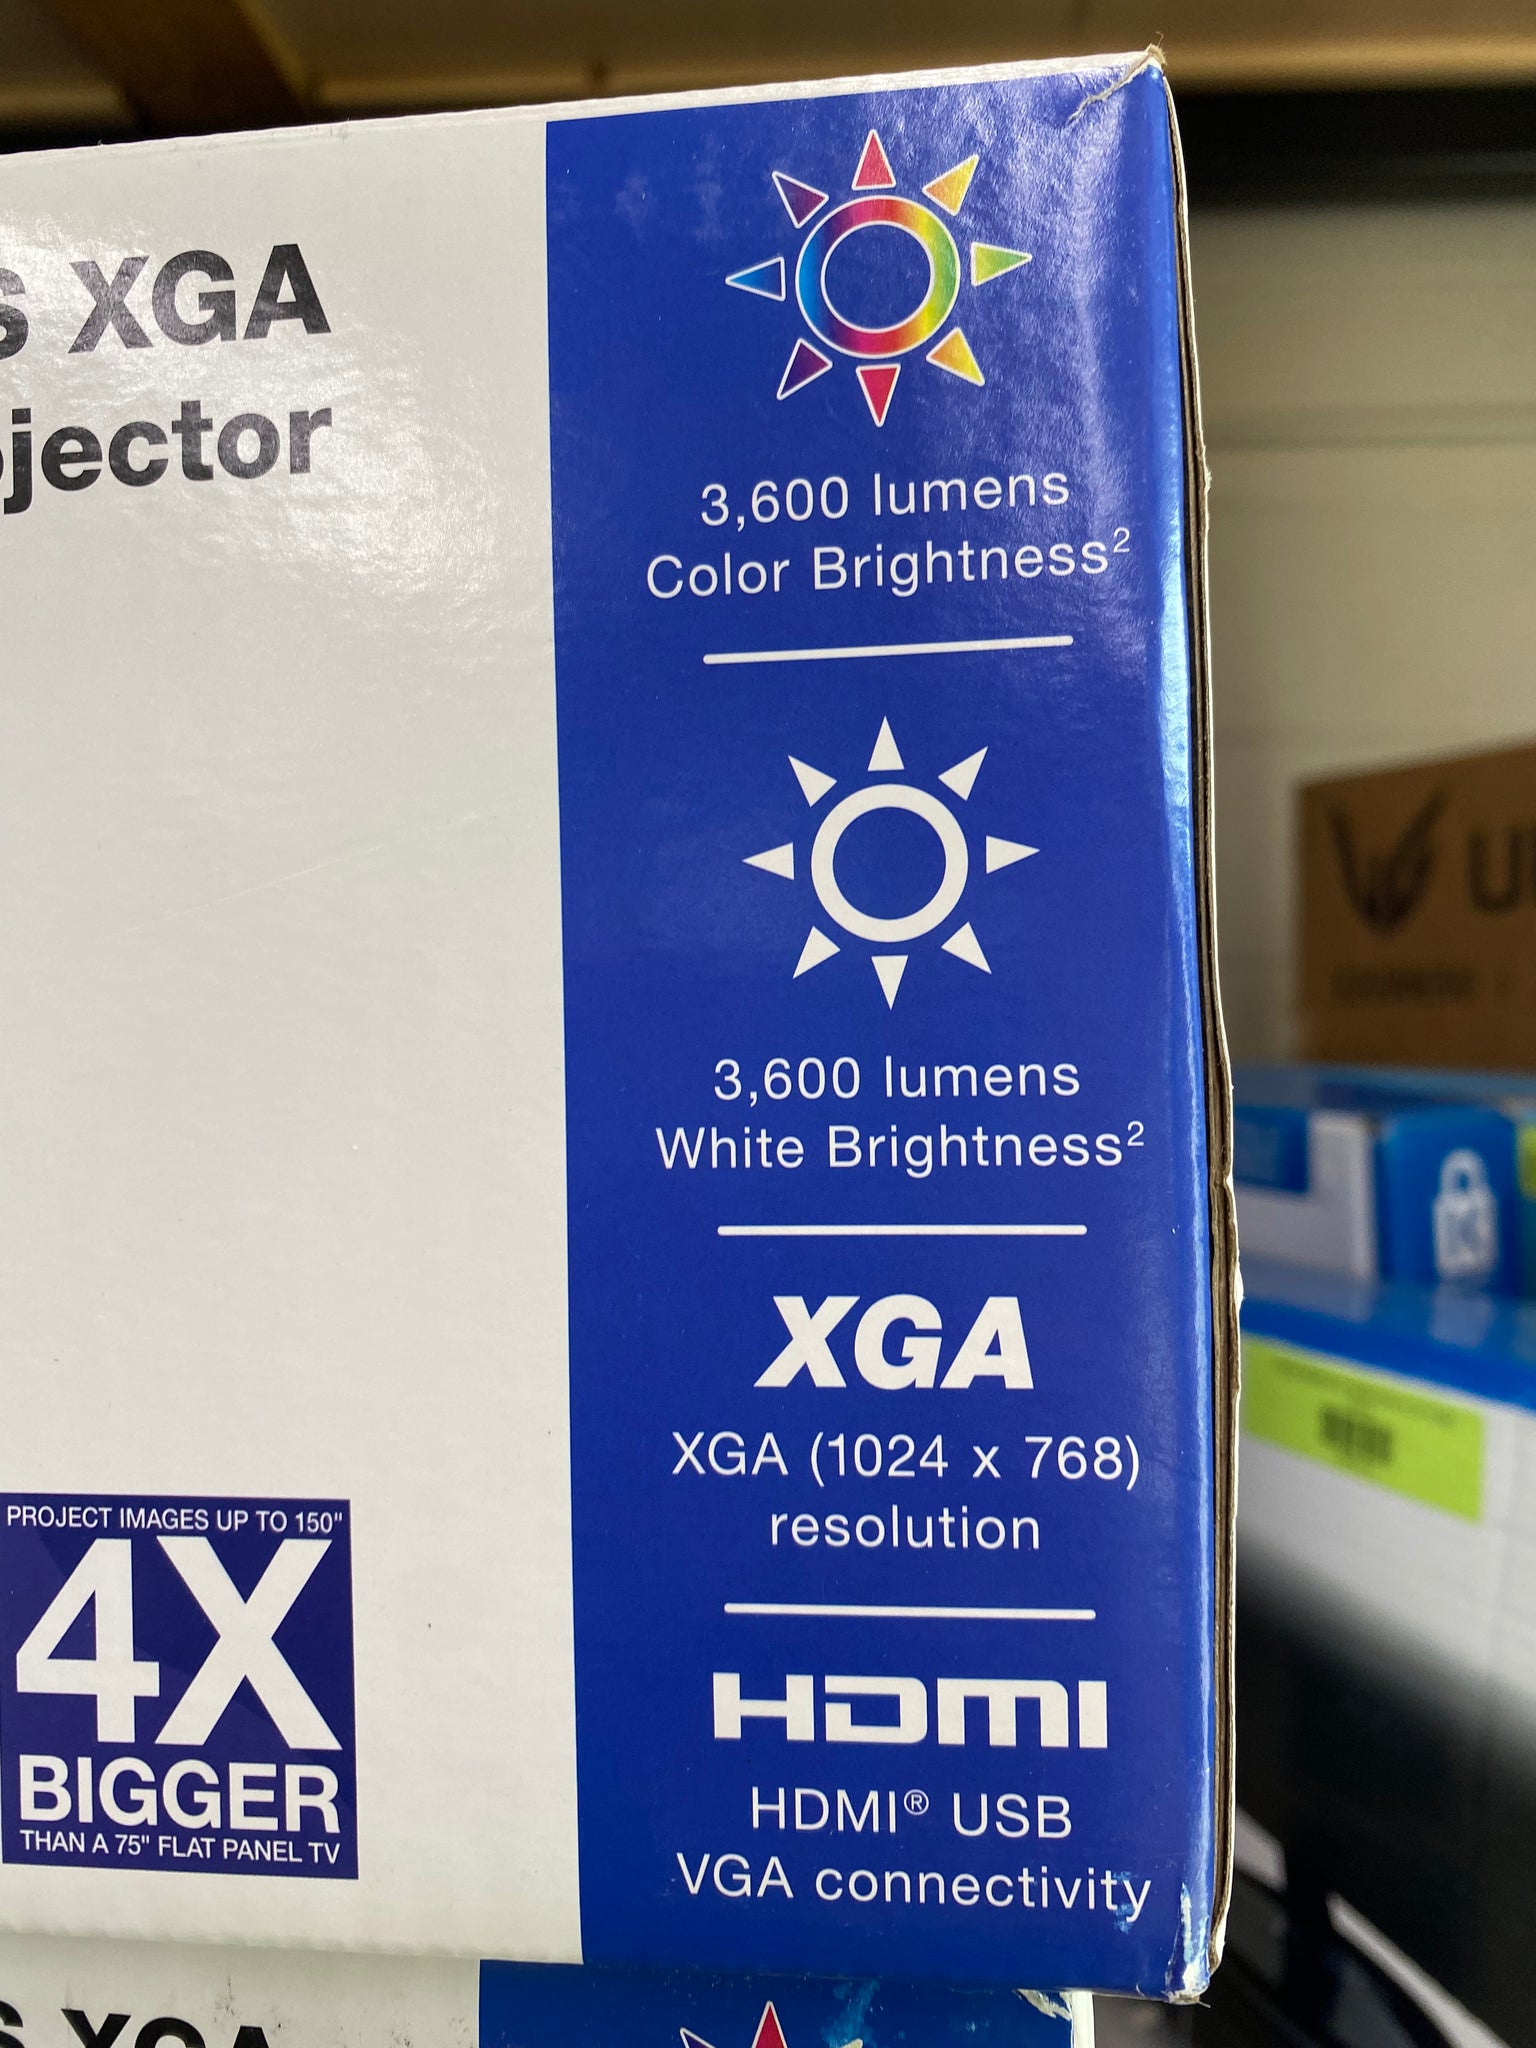 S XGA
jector
3,600 lumens
Color Brightness²
3,600 lumens
White Brightness²
XGA
XGA (1024 x 768)
resolution
HDMI
HDMI® USB
VGA connectivity
PROJECT IMAGES UP TO 150"
4X
BIGGER
THAN A 75" FLAT PANEL TV
S XGA